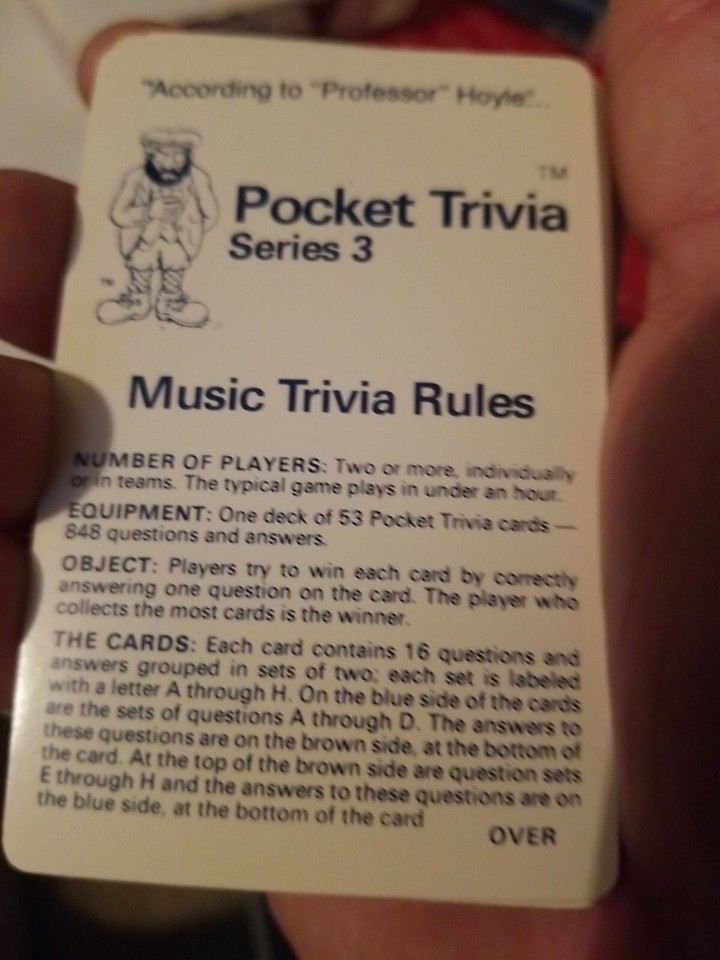 "According to "Professor" Hoyle"...
TM
Pocket Trivia
Series 3
TM
Music Trivia Rules
NUMBER OF PLAYERS: Two or more, individually
or in teams. The typical game plays in under an hour.
EQUIPMENT: One deck of 53 Pocket Trivia cards —
848 questions and answers.
OBJECT: Players try to win each card by correctly
answering one question on the card. The player who
collects the most cards is the winner.
THE CARDS: Each card contains 16 questions and
answers grouped in sets of two; each set is labeled
with a letter A through H. On the blue side of the cards
are the sets of questions A through D. The answers to
these questions are on the brown side, at the bottom of
the card. At the top of the brown side are question sets
E through H and the answers to these questions are on
the blue side, at the bottom of the card
OVER